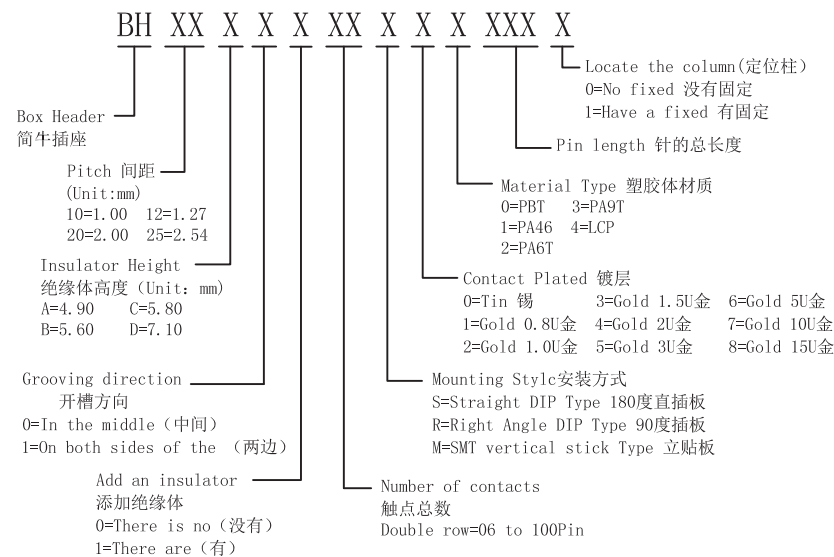 BH XX X X X XX X X X XXX X
Locate the column(定位柱)
0=No fixed 没有固定
1=Have a fixed 有固定
Pin length 针的总长度
Material Type 塑胶体材质
0=PBT 3=PA9T
1=PA46 4=LCP
2=PA6T
Contact Plated 镀层
0=Tin 锡 3=Gold 1.5U金 6=Gold 5U金
1=Gold 0.8U金 4=Gold 2U金 7=Gold 10U金
2=Gold 1.0U金 5=Gold 3U金 8=Gold 15U金
Mounting Stylc安装方式
S=Straight DIP Type 180度直插板
R=Right Angle DIP Type 90度插板
M=SMT vertical stick Type 立贴板
Number of contacts
触点总数
Double row=06 to 100Pin
Box Header
简牛插座
Pitch 间距
(Unit:mm)
10=1.00 12=1.27
20=2.00 25=2.54
Insulator Height
绝缘体高度（Unit: mm)
A=4.90 C=5.80
B=5.60 D=7.10
Grooving direction
开槽方向
0=In the middle（中间）
1=On both sides of the （两边）
Add an insulator
添加绝缘体
0=There is no（没有）
1=There are（有）